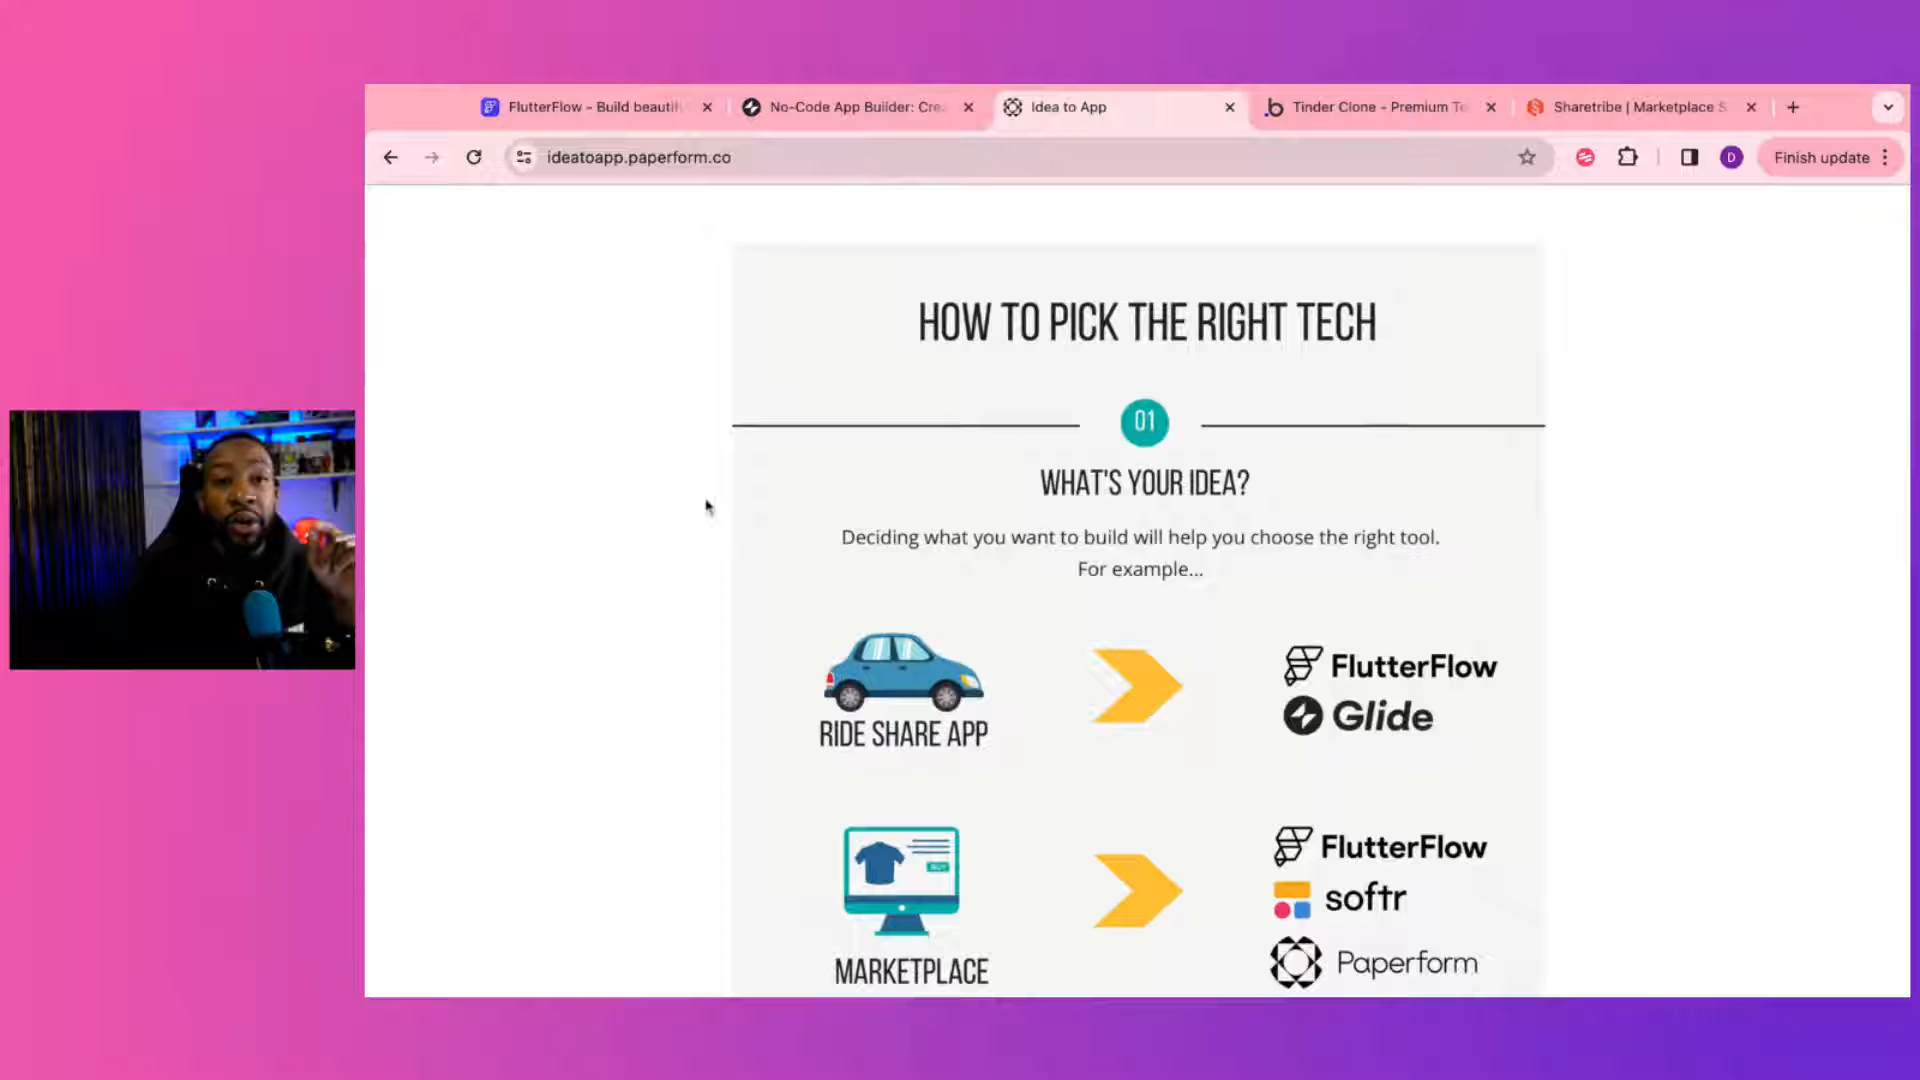 FlutterFlow - Build beautif
No-Code App Builder: Cre
Idea to App
Tinder Clone - Premium Te
Sharetribe | Marketplace S
ideatoapp.paperform.co
D
Finish update
HOW TO PICK THE RIGHT TECH
01
WHAT'S YOUR IDEA?
Deciding what you want to build will help you choose the right tool.
For example...
FlutterFlow
Glide
RIDE SHARE APP
FlutterFlow
softr
Paperform
MARKETPLACE